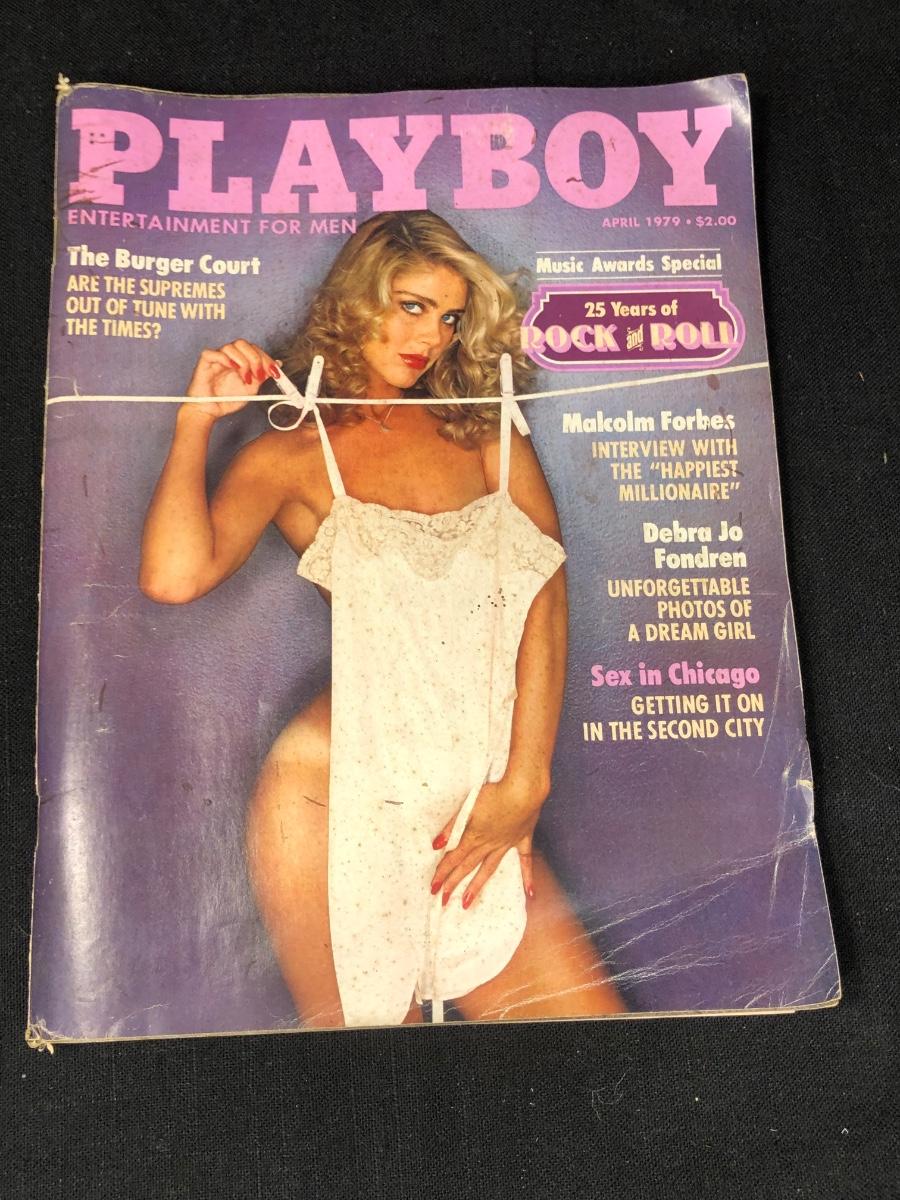 PLAYBOY
ENTERTAINMENT FOR MEN
APRIL 1979 • $2.00
The Burger Court
ARE THE SUPREMES
OUT OF TUNE WITH
THE TIMES?
Music Awards Special
25 Years of
ROCK and ROLL
Malcolm Forbes
INTERVIEW WITH
THE “HAPPIEST
MILLIONAIRE”
Debra Jo
Fondren
UNFORGETTABLE
PHOTOS OF
A DREAM GIRL
Sex in Chicago
GETTING IT ON
IN THE SECOND CITY